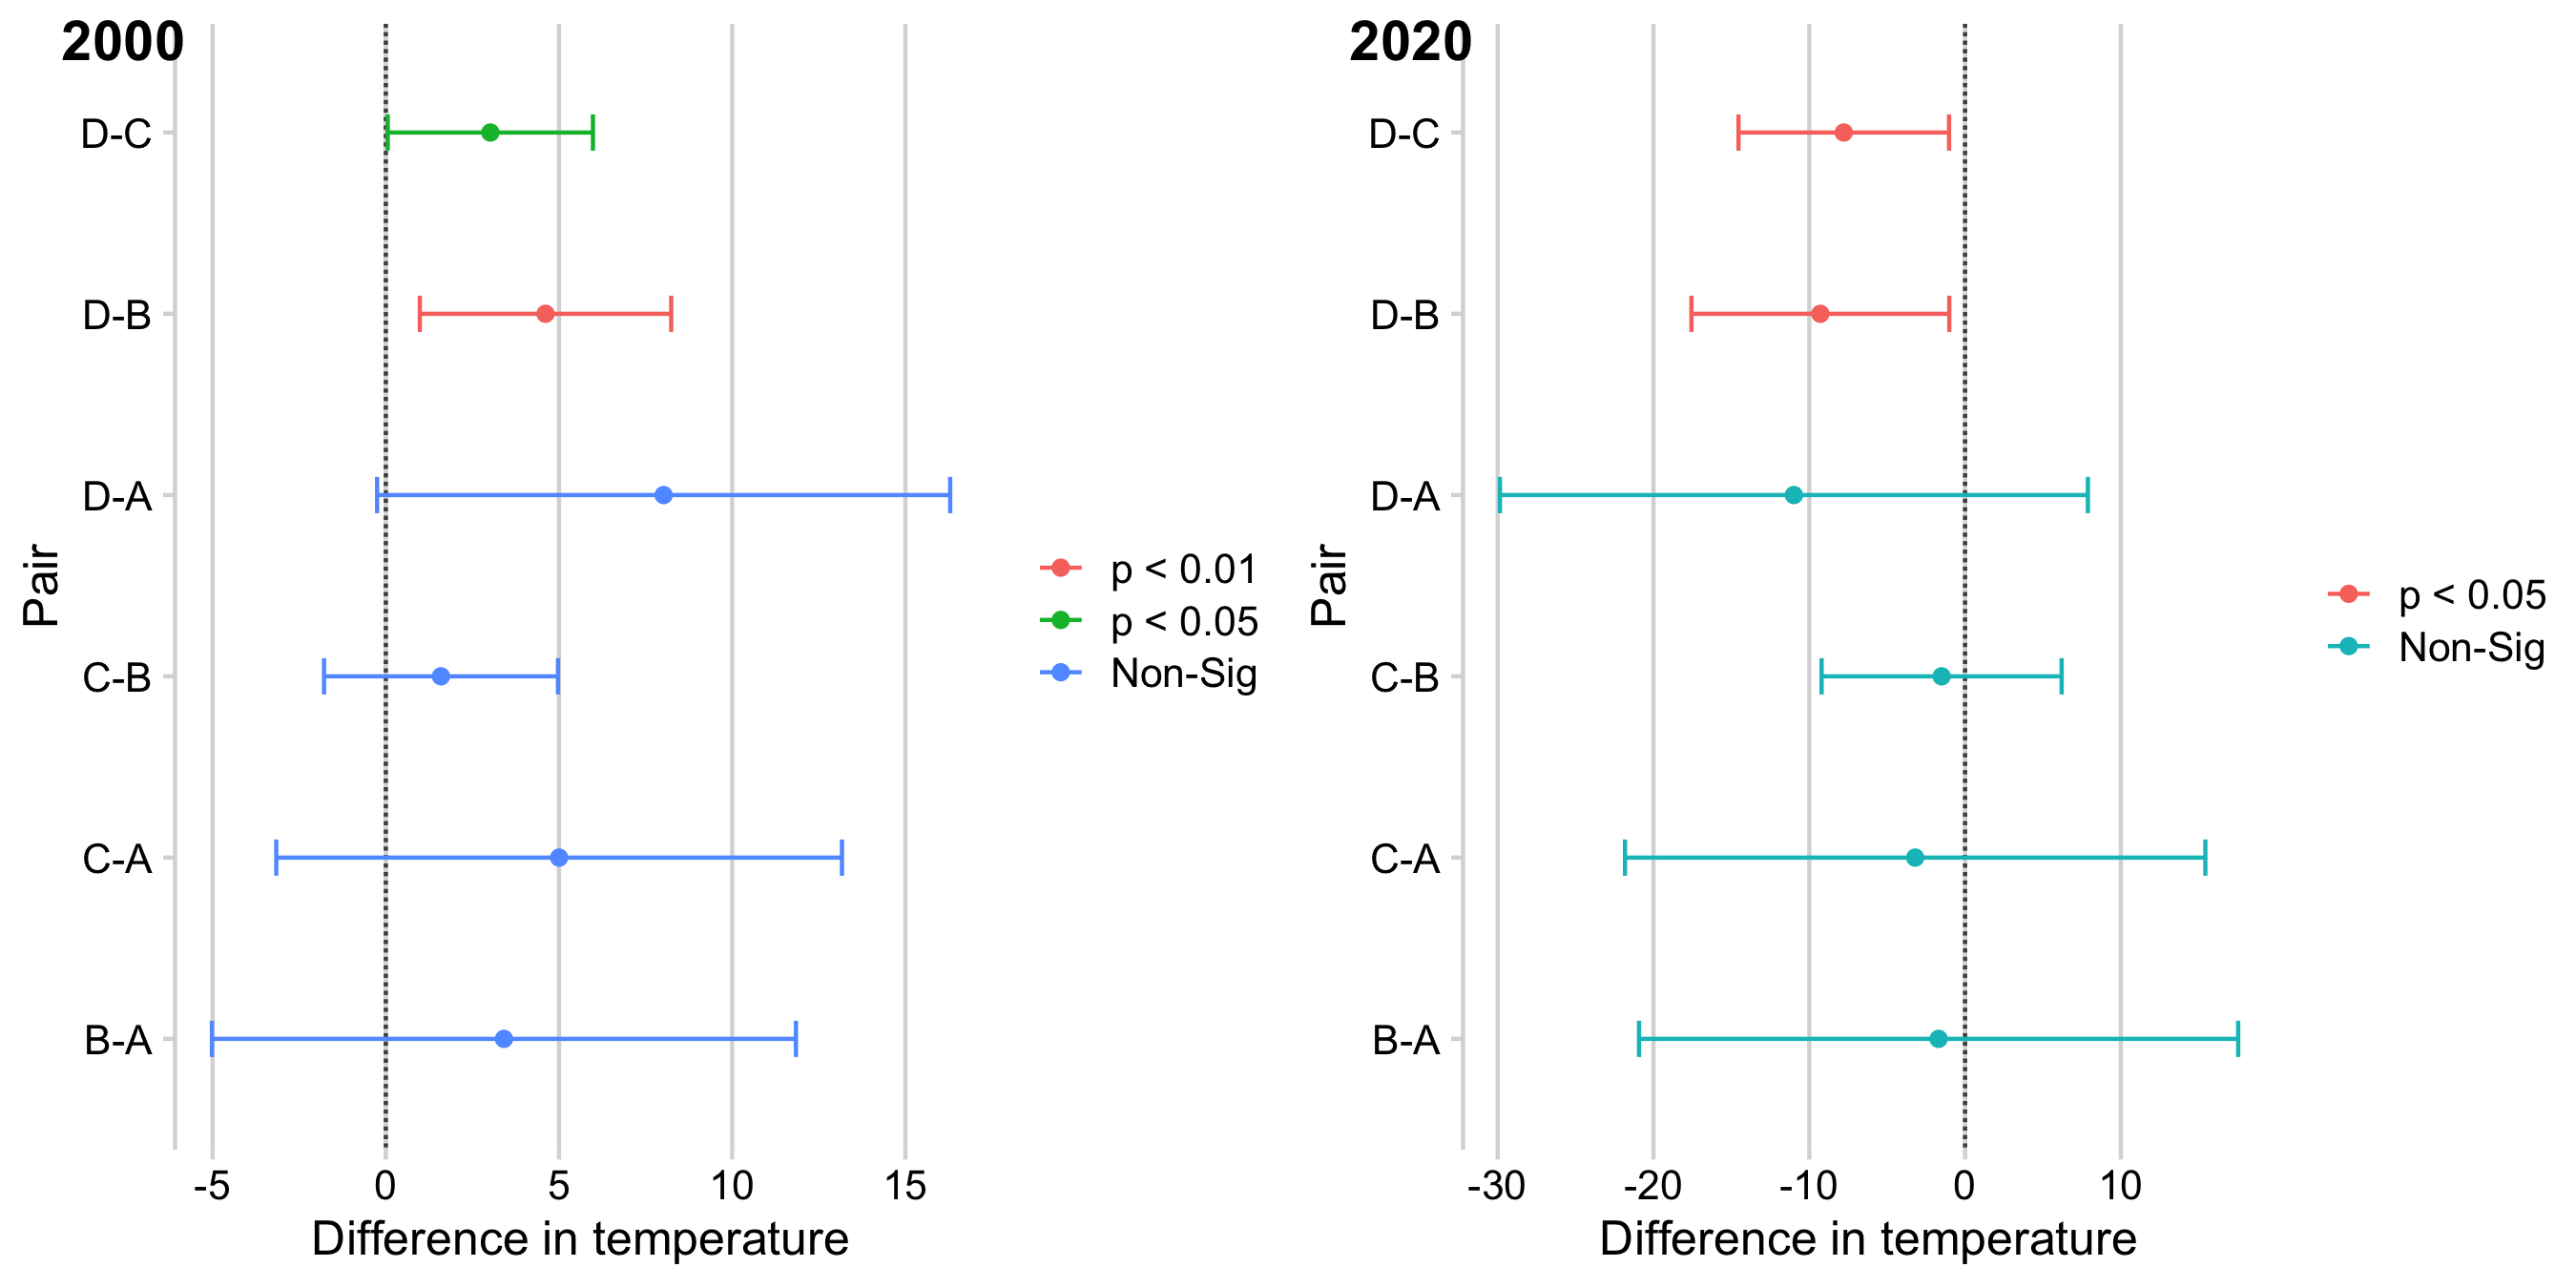 2000
D-C
D-B
D-A
C-B
C-A
B-A
Pair
-5 0 5 10 15
Difference in temperature
p < 0.01
p < 0.05
Non-Sig
2020
D-C
D-B
D-A
C-B
C-A
B-A
Pair
-30 -20 -10 0 10
Difference in temperature
p < 0.05
Non-Sig